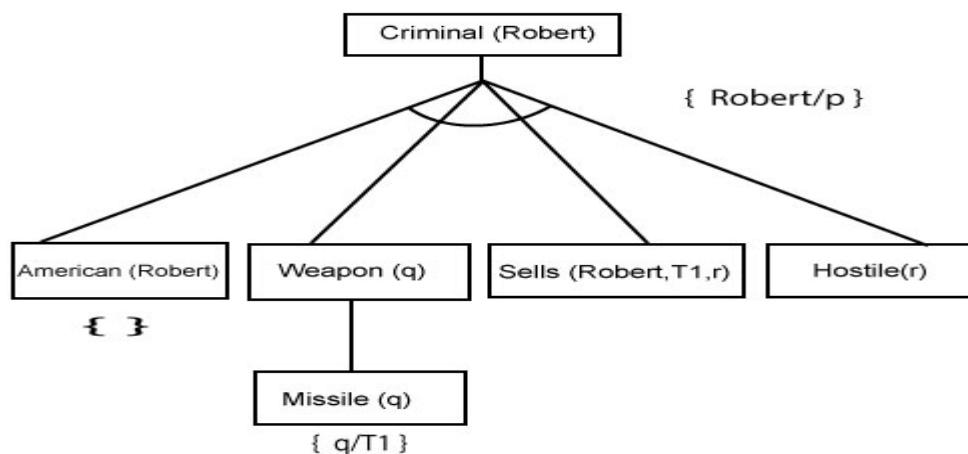 Criminal (Robert)
{ Robert/p }
American (Robert)
Weapon (q)
Sells (Robert,T1,r)
Hostile(r)
{ }
Missile (q)
{ q/T1 }